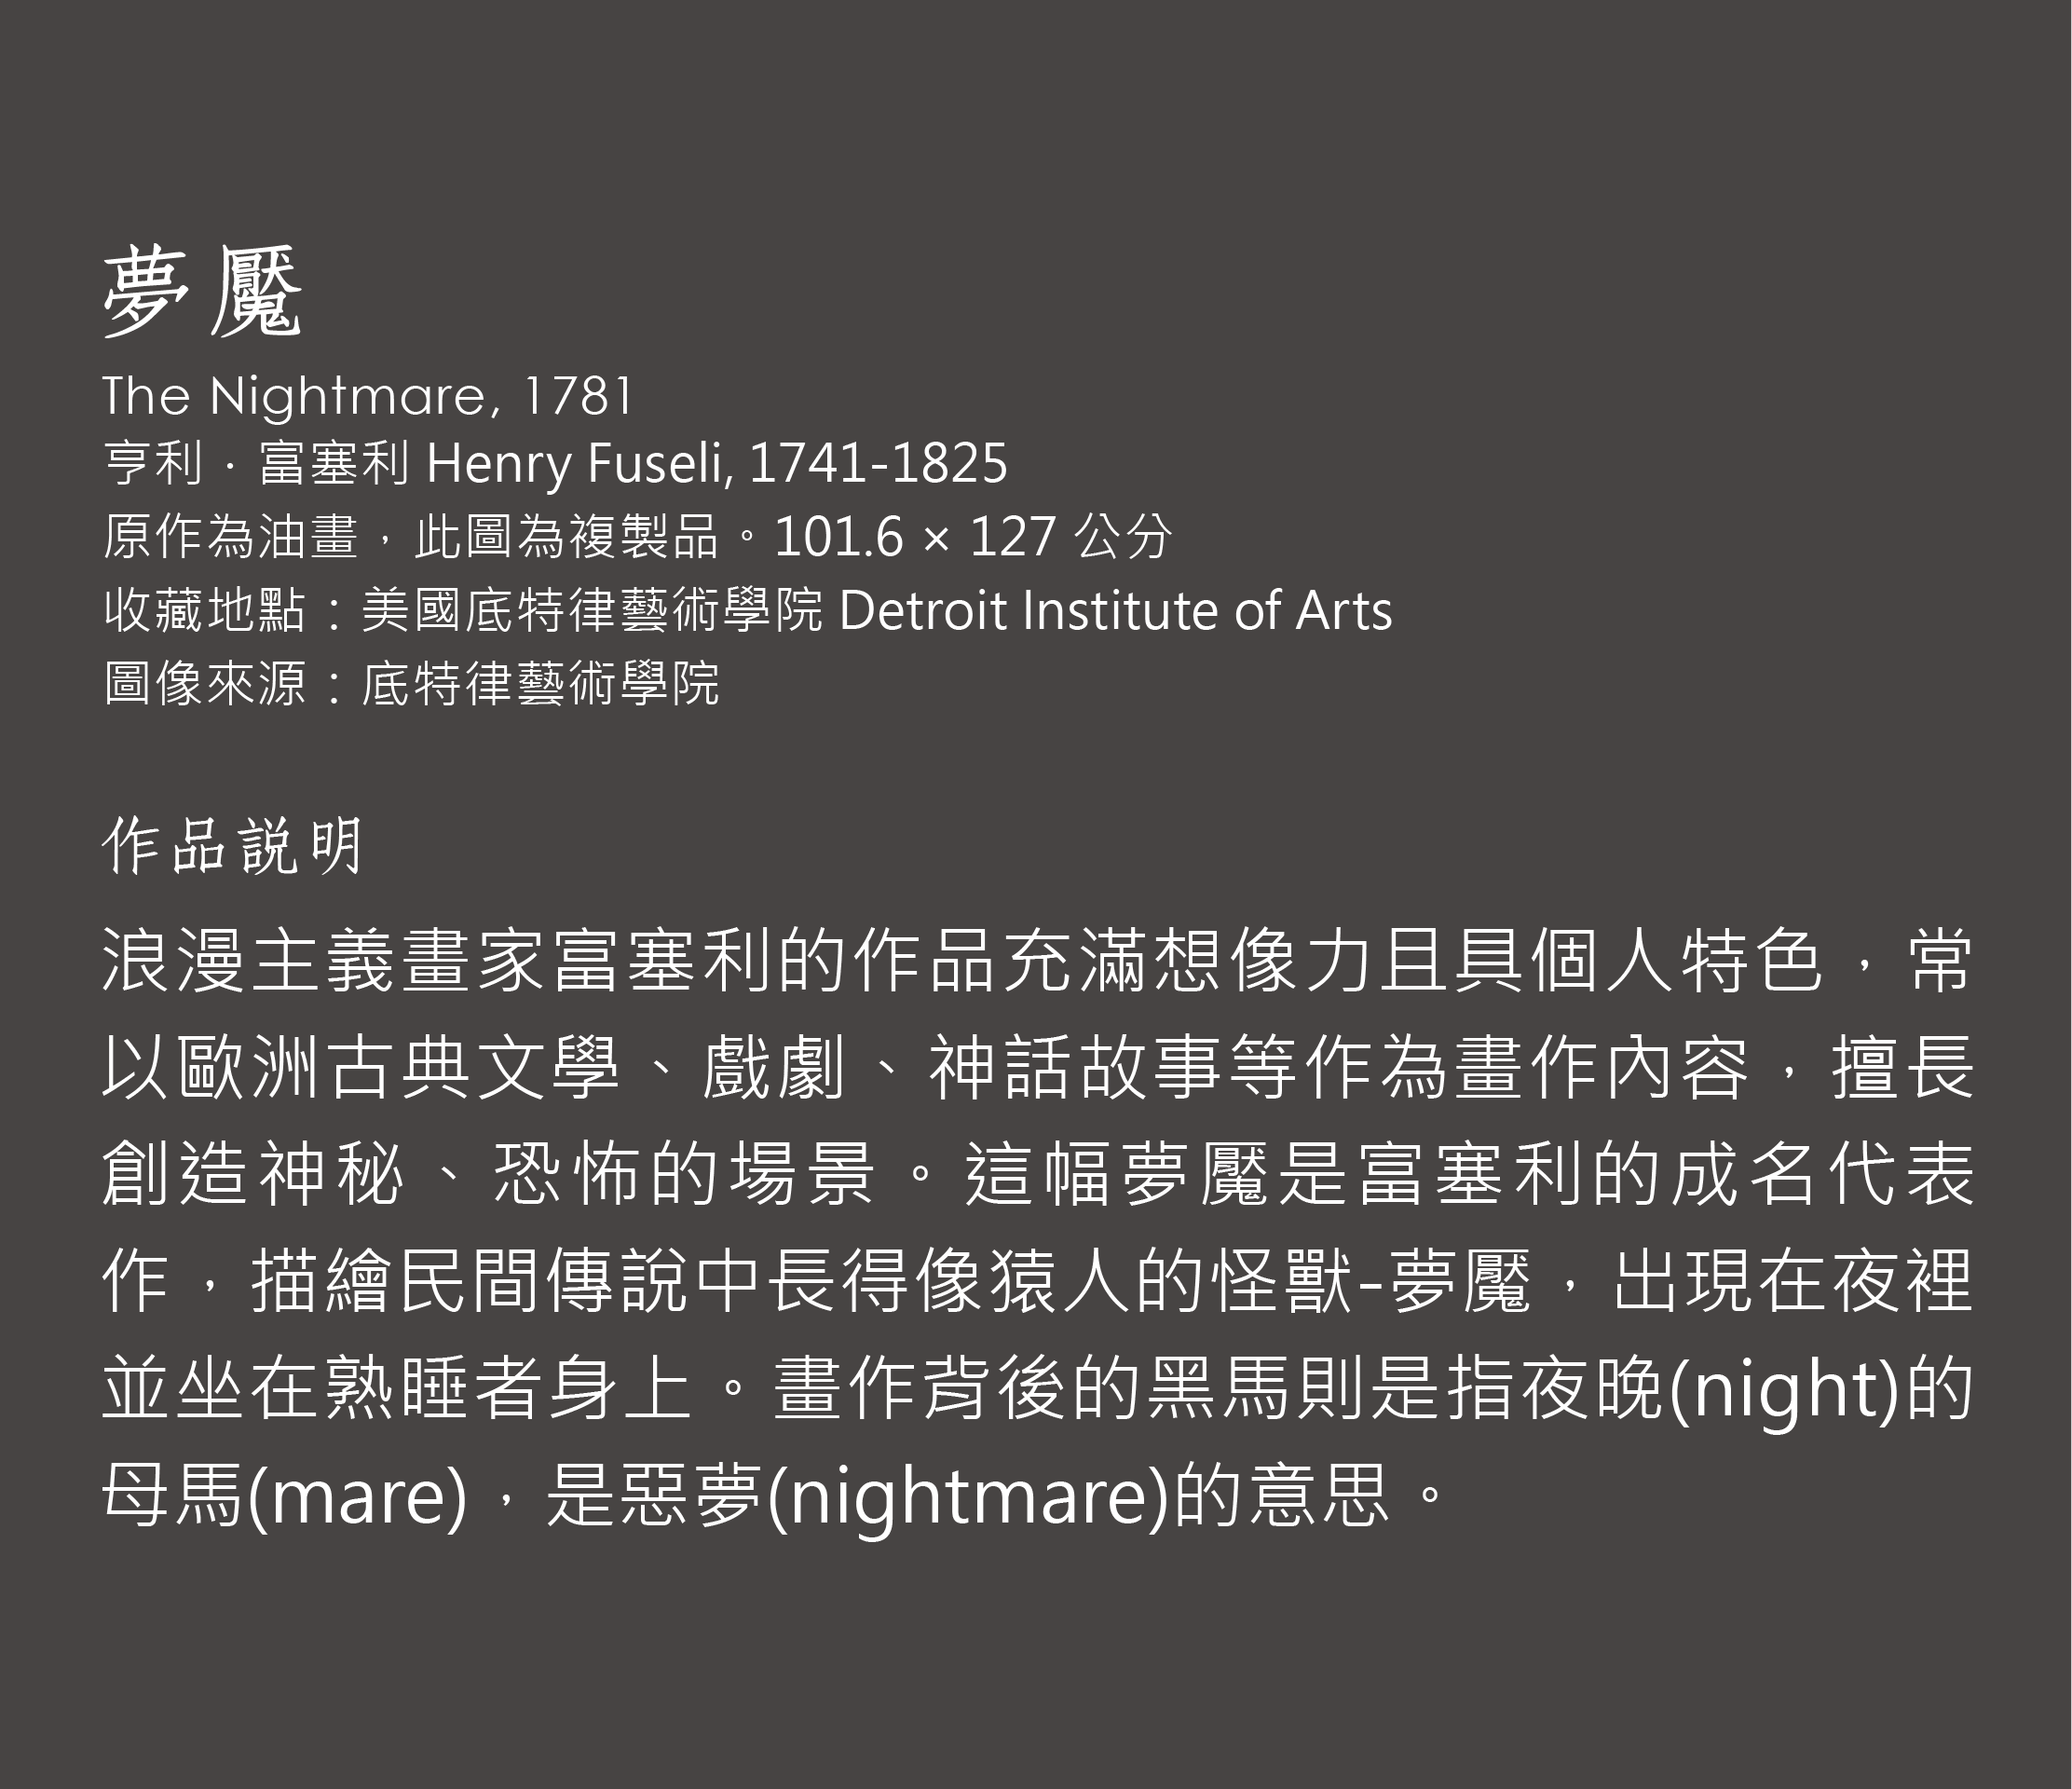 夢魘
The Nightmare, 1781
亨利．富塞利 Henry Fuseli, 1741-1825
原作為油畫，此圖為複製品。101.6 × 127 公分
收藏地點：美國底特律藝術學院 Detroit Institute of Arts
圖像來源：底特律藝術學院
作品説明
浪漫主義畫家富塞利的作品充滿想像力且具個人特色，常
以歐洲古典文學、戲劇、神話故事等作為畫作內容，擅長
創造神秘、恐怖的場景。這幅夢魘是富塞利的成名代表
作，描繪民間傳說中長得像猿人的怪獸-夢魘，出現在夜裡
並坐在熟睡者身上。畫作背後的黑馬則是指夜晚(night)的
母馬(mare)，是惡夢(nightmare)的意思。